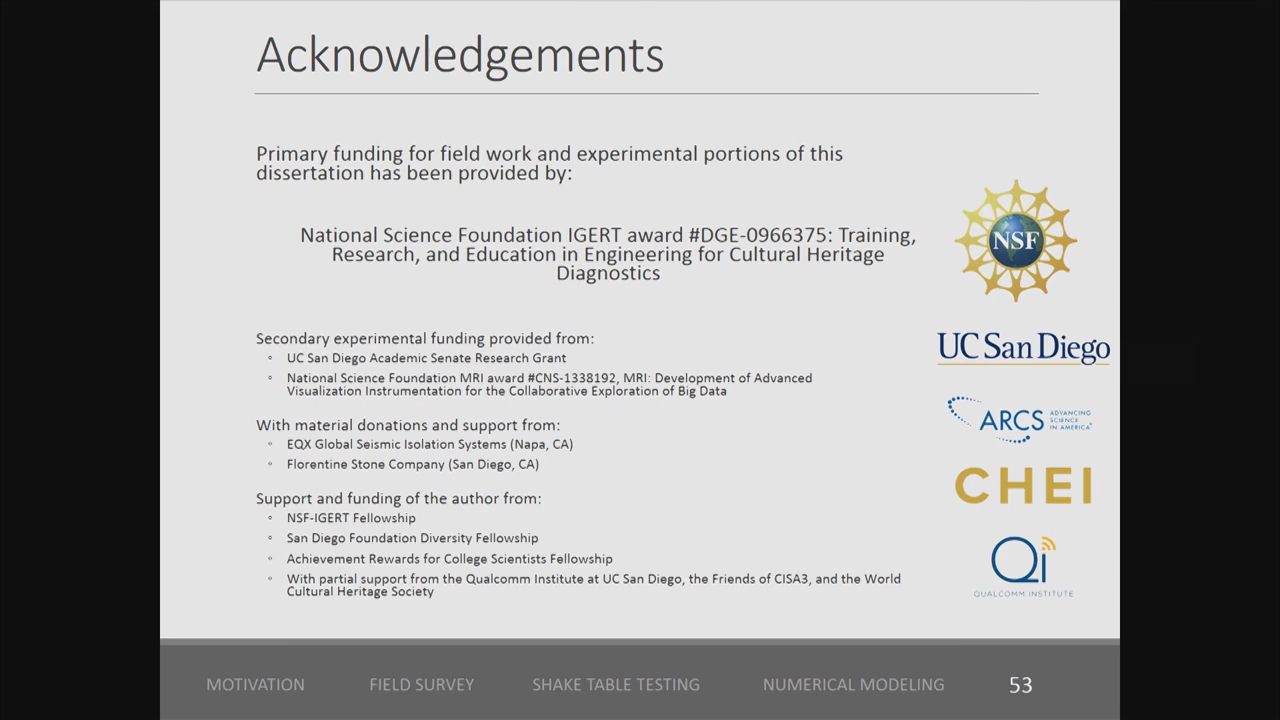 Acknowledgements
Primary funding for field work and experimental portions of this
dissertation has been provided by:
National Science Foundation IGERT award #DGE-0966375: Training,
Research, and Education in Engineering for Cultural Heritage
Diagnostics
NSF
Secondary experimental funding provided from:
◦ UC San Diego Academic Senate Research Grant
◦ National Science Foundation MRI award #CNS-1338192, MRI: Development of Advanced
Visualization Instrumentation for the Collaborative Exploration of Big Data
UC San Diego
With material donations and support from:
◦ EQX Global Seismic Isolation Systems (Napa, CA)
◦ Florentine Stone Company (San Diego, CA)
ARCS ADVANCING
SCIENCE
IN AMERICA
CHEI
Support and funding of the author from:
◦ NSF-IGERT Fellowship
◦ San Diego Foundation Diversity Fellowship
◦ Achievement Rewards for College Scientists Fellowship
◦ With partial support from the Qualcomm Institute at UC San Diego, the Friends of CISA3, and the World
Cultural Heritage Society
Qi
QUALCOMM INSTITUTE
MOTIVATION FIELD SURVEY SHAKE TABLE TESTING NUMERICAL MODELING 53